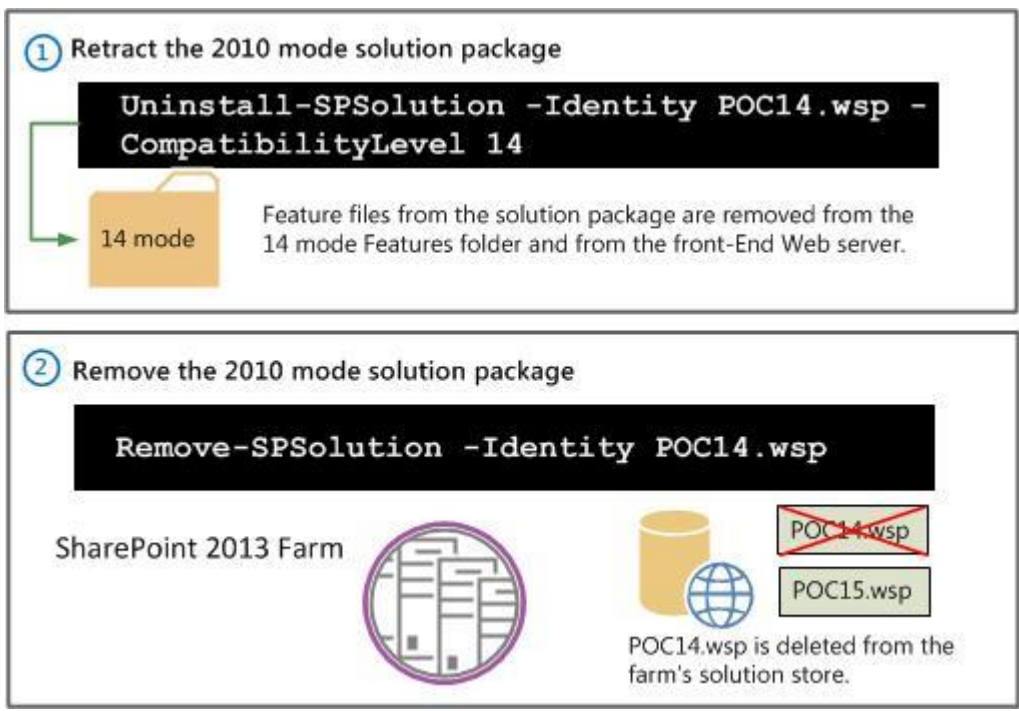 1 Retract the 2010 mode solution package
Uninstall-SPSolution -Identity POC14.wsp -
CompatibilityLevel 14
14 mode
Feature files from the solution package are removed from the
14 mode Features folder and from the front-End Web server.
2 Remove the 2010 mode solution package
Remove-SPSolution -Identity POC14.wsp
SharePoint 2013 Farm
POC14.wsp
POC15.wsp
POC14.wsp is deleted from the
farm's solution store.